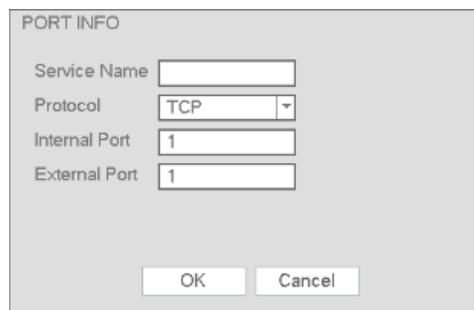 PORT INFO
Service Name
Protocol TCP
Internal Port 1
External Port 1
OK Cancel